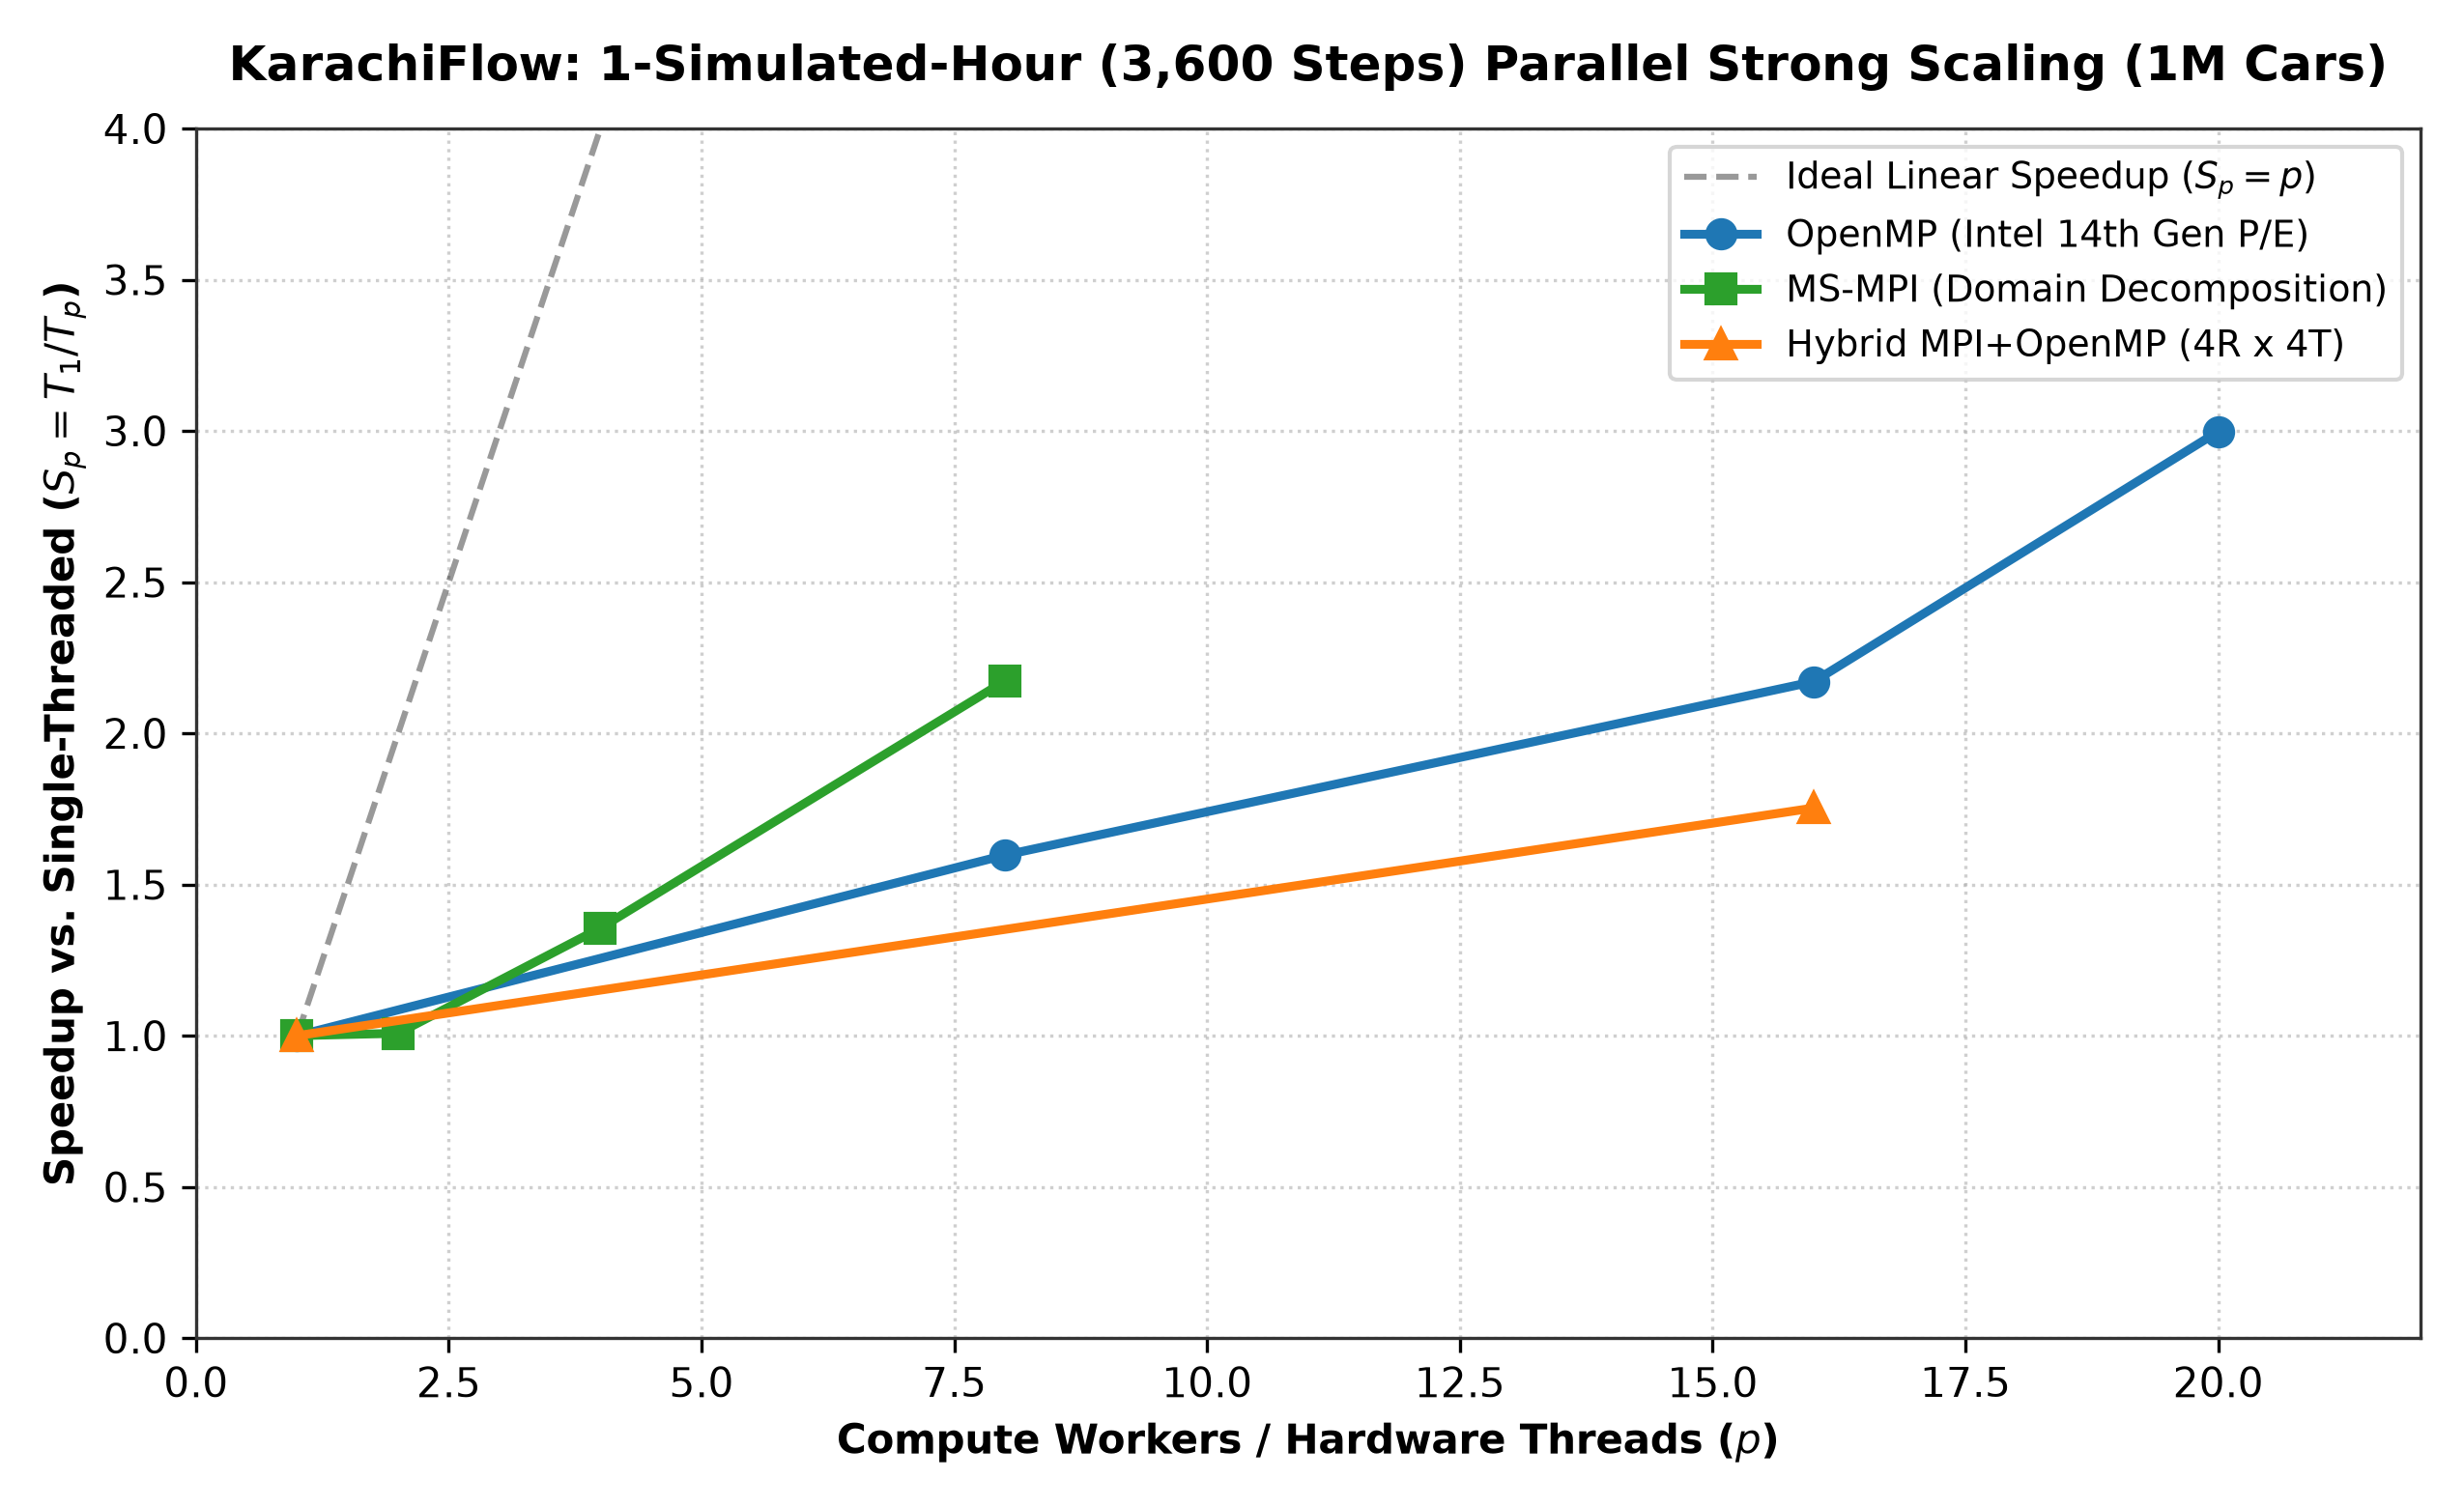 KarachiFlow: 1-Simulated-Hour (3,600 Steps) Parallel Strong Scaling (1M Cars)
Speedup vs. Single-Threaded (Sₚ = T₁/Tₚ)
4.0
3.5
3.0
2.5
2.0
1.5
1.0
0.5
0.0
Ideal Linear Speedup (Sₚ = p)
OpenMP (Intel 14th Gen P/E)
MS-MPI (Domain Decomposition)
Hybrid MPI+OpenMP (4R x 4T)
0.0 2.5 5.0 7.5 10.0 12.5 15.0 17.5 20.0
Compute Workers / Hardware Threads (p)